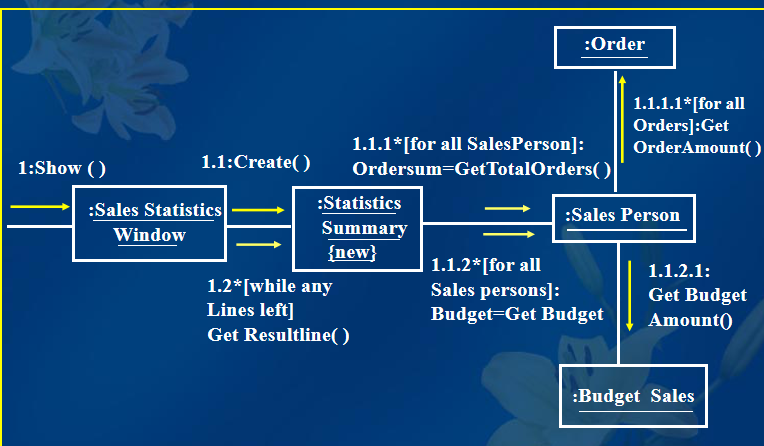 :Order
1.1.1.1*[for all
Orders]:Get
OrderAmount( )
1.1.1*[for all SalesPerson]:
Ordersum=GetTotalOrders( )
1.1:Create( )
1:Show ( )
:Sales Statistics
Window
:Statistics
Summary
{new}
:Sales Person
1.2*[while any
Lines left]
Get Resultline( )
1.1.2*[for all
Sales persons]:
Budget=Get Budget
1.1.2.1:
Get Budget
Amount()
:Budget Sales